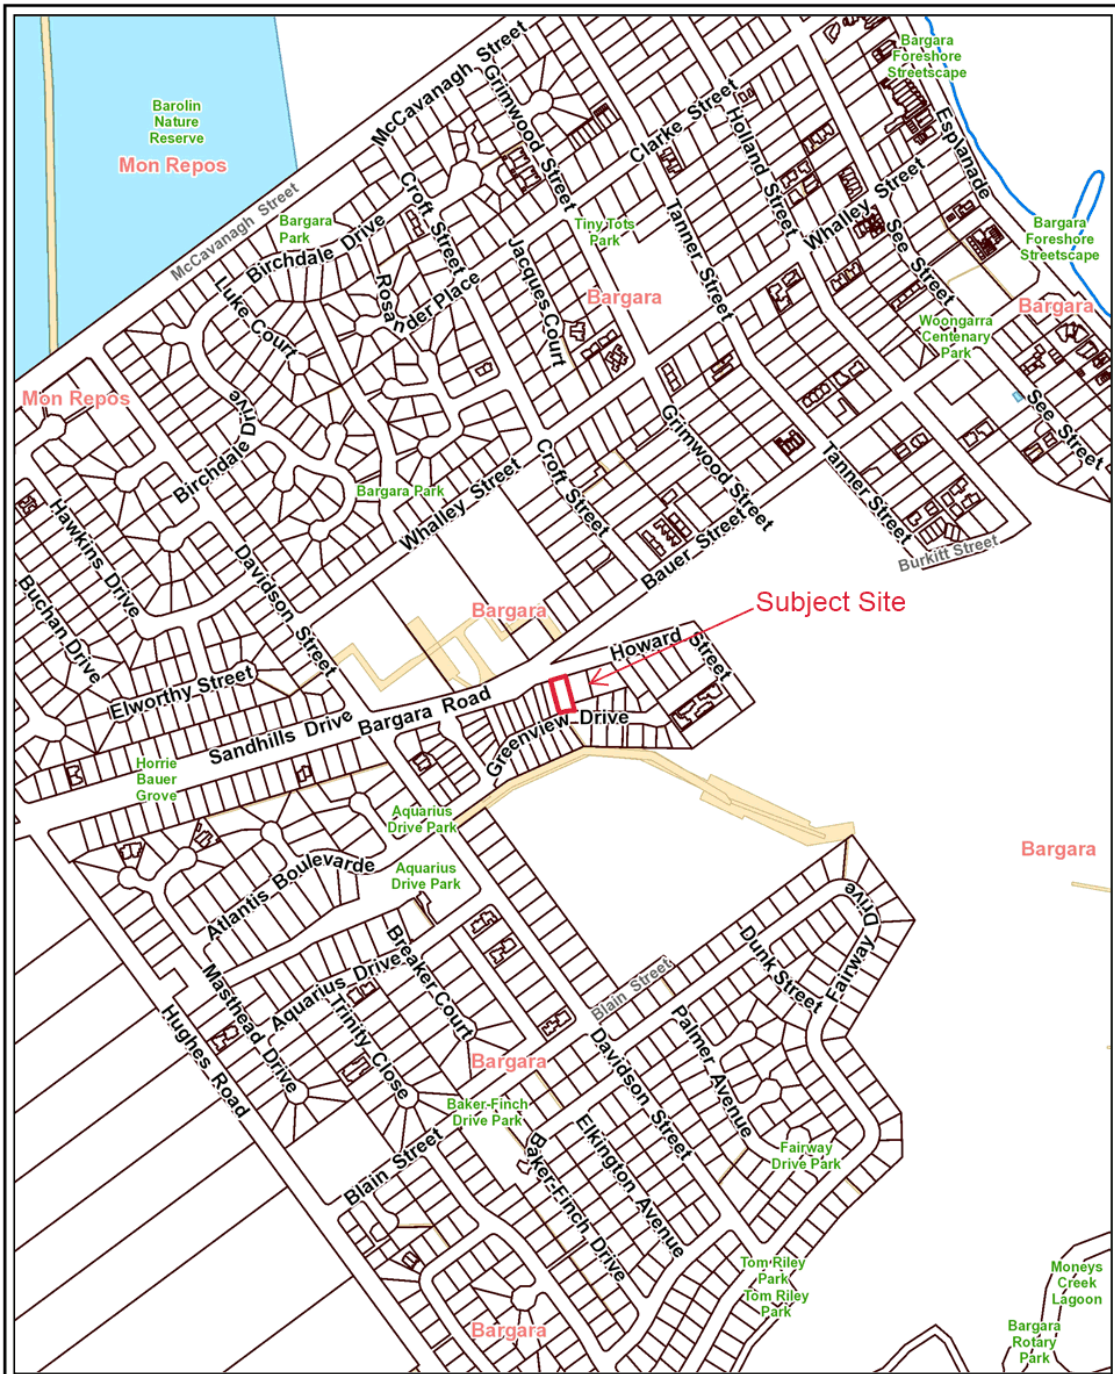 McCavanagh Street
Grimwood Street
Bargara
Foreshore
Streetscape
Barolin
Nature
Reserve
Mon Repos
Clarke Street
Holland Street
Esplanade
McCavanagh Street
Bargara
Park
Birchdale Drive
Croft Street
Tiny Tots
Park
Tanner Street
Whalley Street
See Street
Bargara
Foreshore
Streetscape
Luke Court
Rosander Place
Jacques Court
Bargara
Bargara
Woongarra
Centenary
Park
Mon Repos
Birchdale Drive
See Street
Grimwood Street
Croft Street
Whalley Street
Bargara Park
Tanner Street
Hawkins Drive
Davidson Street
Bauer Street
Burkitt Street
Buchan Drive
Bargara
Subject Site
Howard Street
Elworthy Street
Sandhills Drive
Bargara Road
Greenview Drive
Horrie
Bauer
Grove
Aquarius
Drive Park
Atlantis Boulevarde
Aquarius
Drive Park
Bargara
Fairway Drive
Dunk Street
Breaker Court
Aquarius Drive
Masthead Drive
Trinity Close
Blain Street
Hughes Road
Palmer Avenue
Davidson Street
Bargara
Baker-Finch
Drive Park
Elkington Avenue
Baker-Finch Drive
Fairway
Drive Park
Blain Street
Tom Riley
Park
Tom Riley
Park
Moneys
Creek
Lagoon
Bargara
Rotary
Park
Bargara